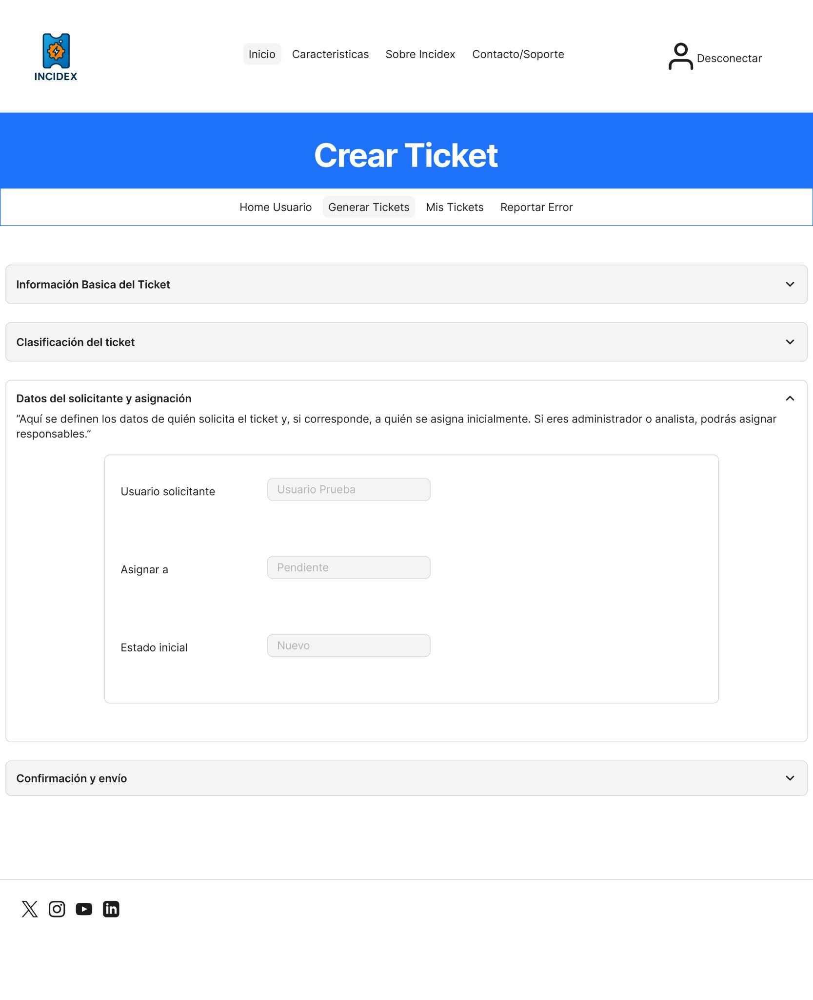 INCIDEX
Inicio
Caracteristicas
Sobre Incidex
Contacto/Soporte
Desconectar
Crear Ticket
Home Usuario
Generar Tickets
Mis Tickets
Reportar Error
Información Basica del Ticket
Clasificación del ticket
Datos del solicitante y asignación
“Aquí se definen los datos de quién solicita el ticket y, si corresponde, a quién se asigna inicialmente. Si eres administrador o analista, podrás asignar
responsables.”
Usuario solicitante
Usuario Prueba
Asignar a
Pendiente
Estado inicial
Nuevo
Confirmación y envío